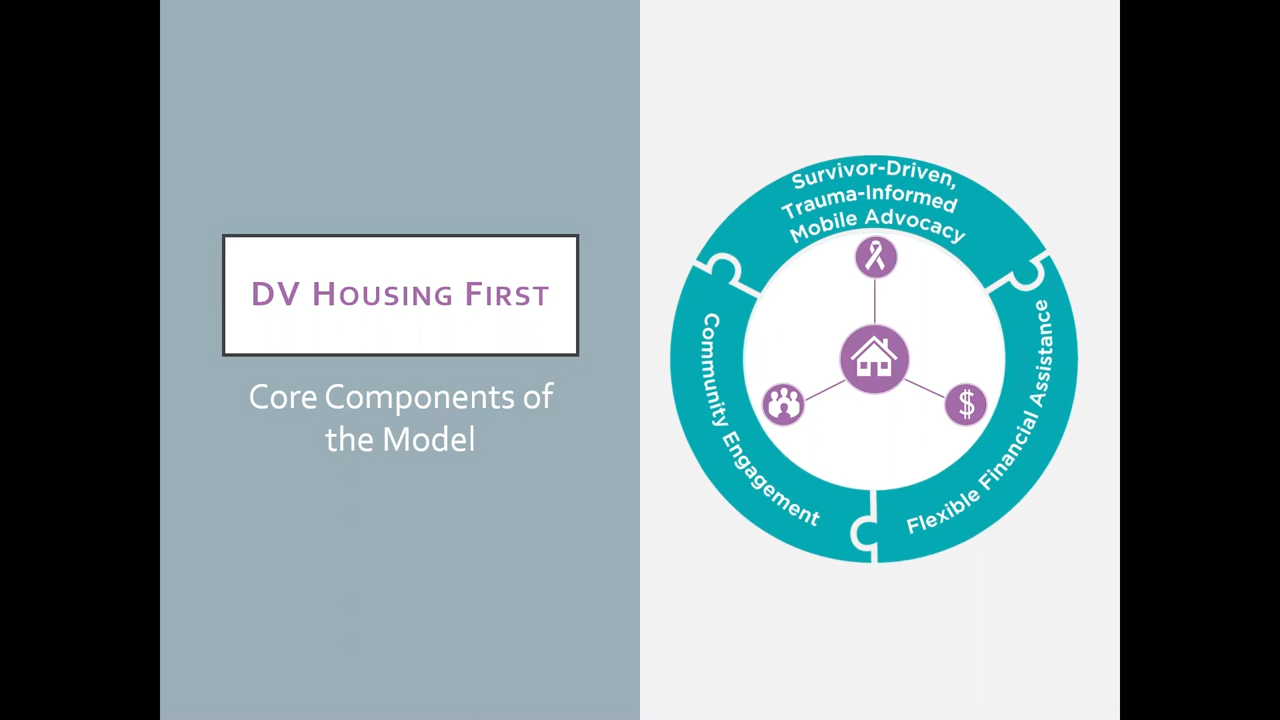 DV HOUSING FIRST
Core Components of
the Model
Survivor-Driven,
Trauma-Informed
Mobile Advocacy
Community Engagement
Flexible Financial Assistance
$